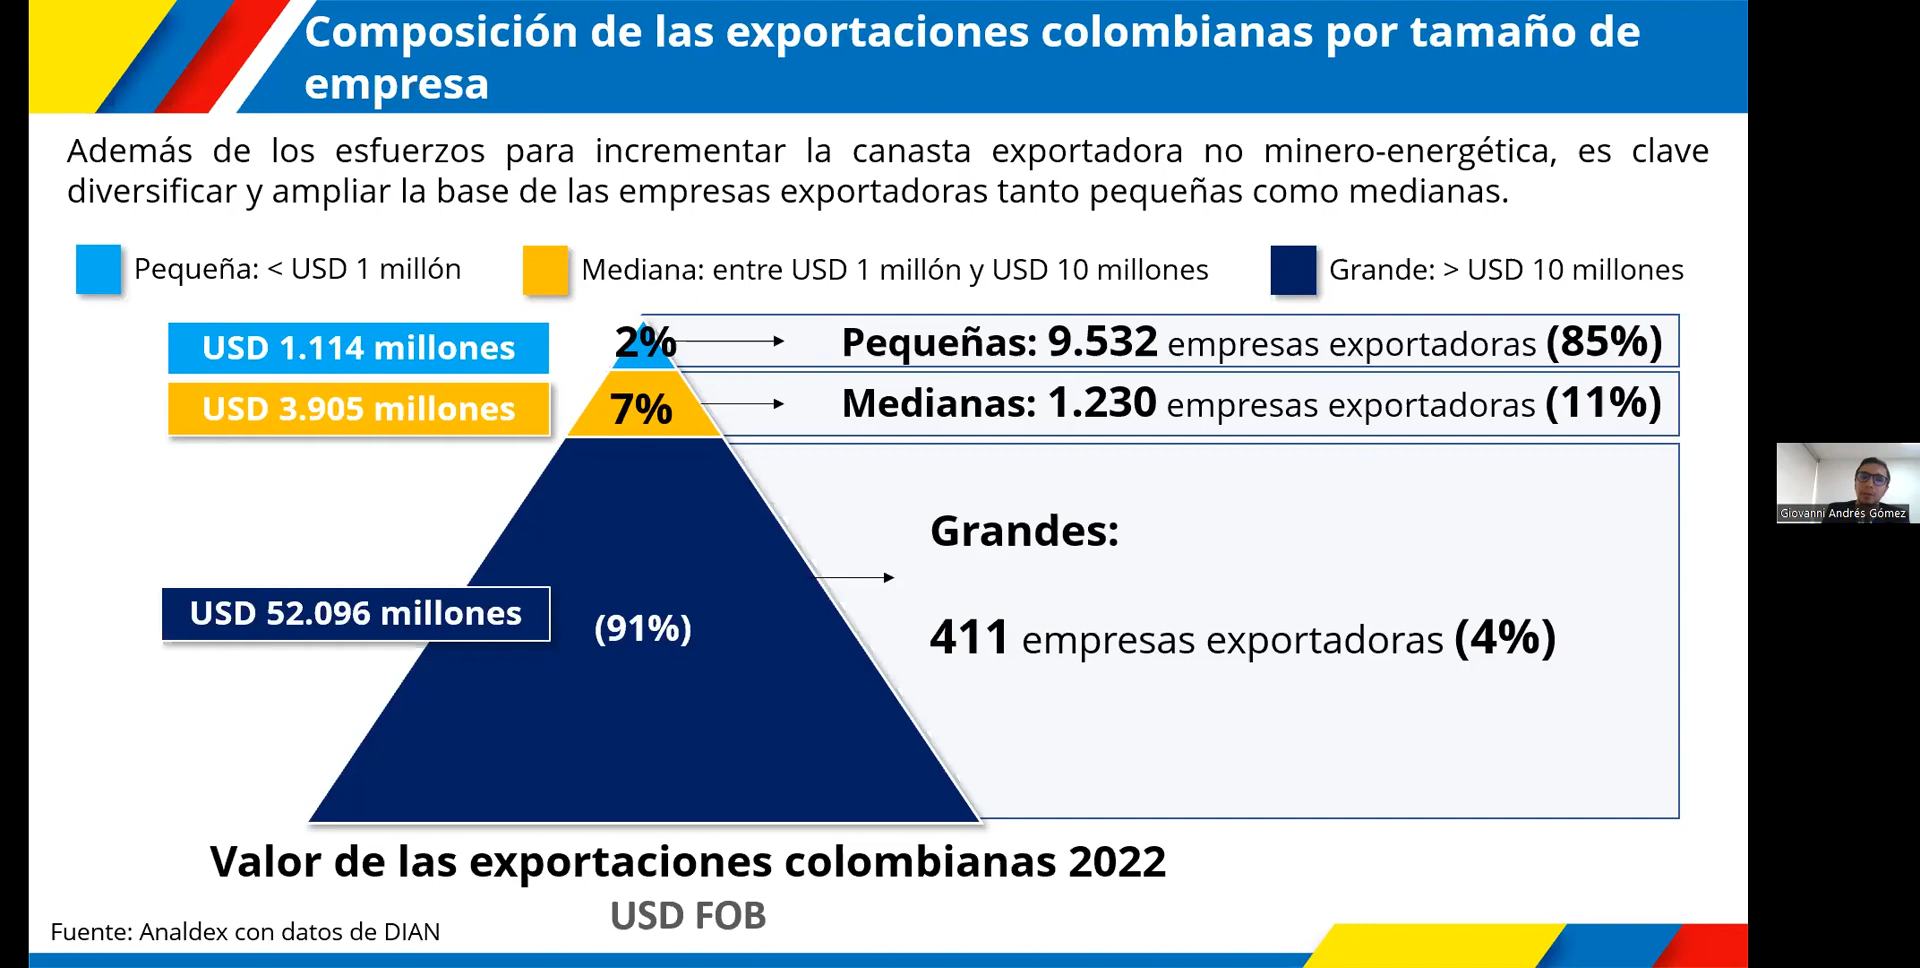 Composición de las exportaciones colombianas por tamaño de
empresa
Además de los esfuerzos para incrementar la canasta exportadora no minero-energética, es clave
diversificar y ampliar la base de las empresas exportadoras tanto pequeñas como medianas.
Pequeña: < USD 1 millón
Mediana: entre USD 1 millón y USD 10 millones
Grande: > USD 10 millones
USD 1.114 millones
2%
Pequeñas: 9.532 empresas exportadoras (85%)
USD 3.905 millones
7%
Medianas: 1.230 empresas exportadoras (11%)
Grandes:
USD 52.096 millones
(91%)
411 empresas exportadoras (4%)
Valor de las exportaciones colombianas 2022
USD FOB
Fuente: Analdex con datos de DIAN
Giovanni Andrés Gómez